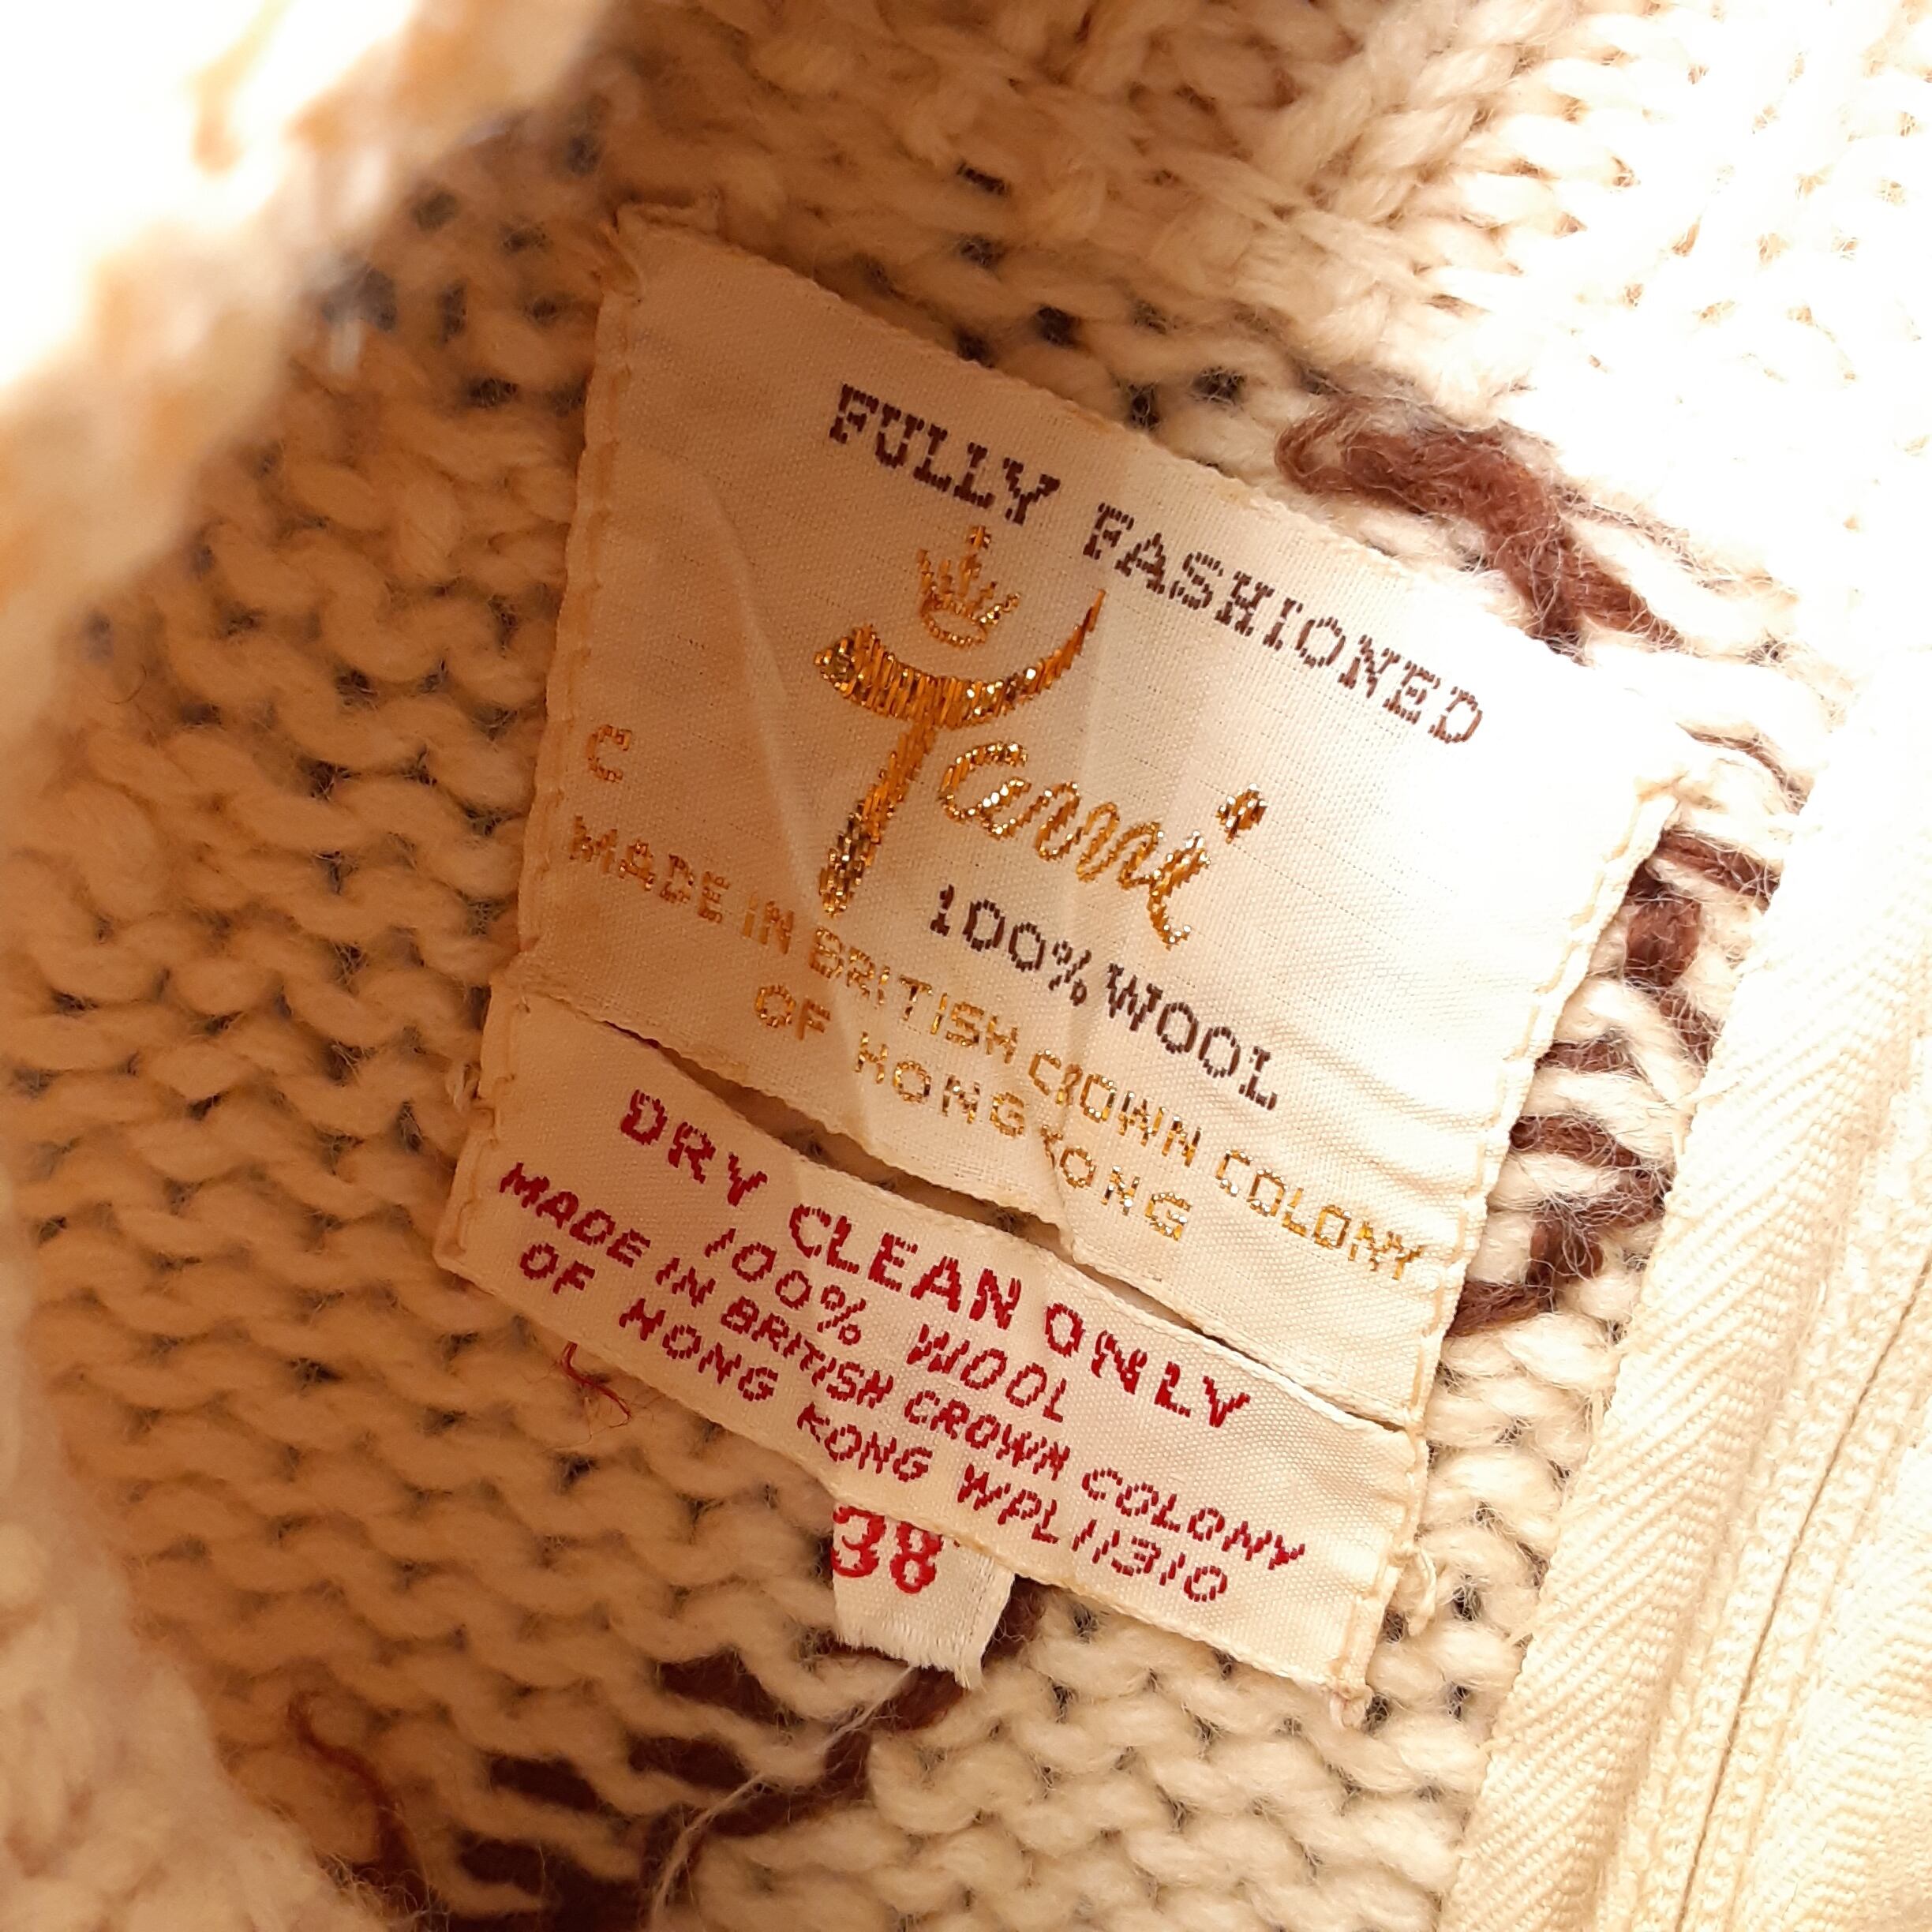 FULLY FASHIONED
Tami
C
100% WOOL
MADE IN BRITISH CROWN COLONY
OF HONG KONG
DRY CLEAN ONLY
100% WOOL
MADE IN BRITISH CROWN COLONY
OF HONG KONG WPL 11310
38